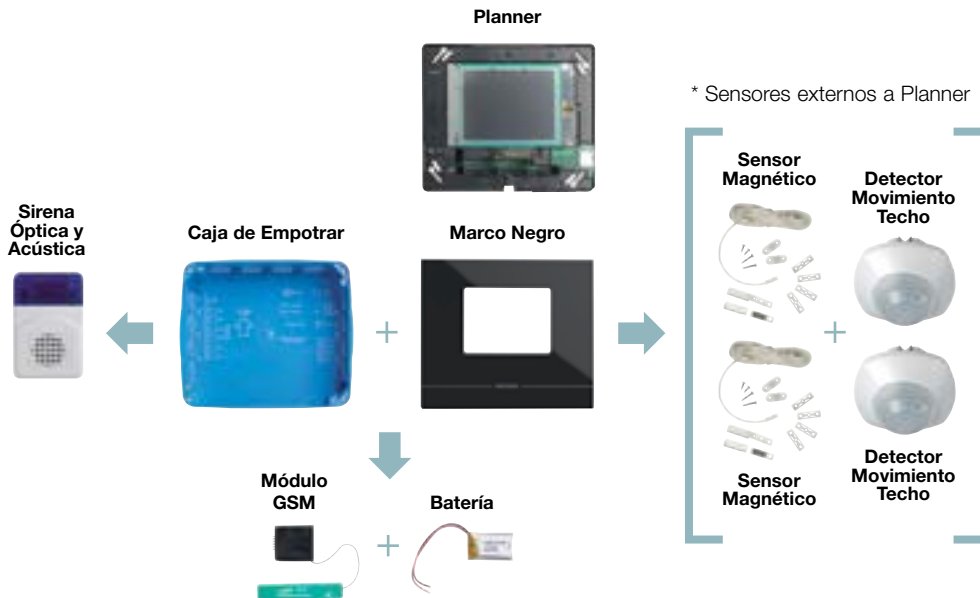 Planner
* Sensores externos a Planner
Sensor
Magnético
Detector
Movimiento
Techo
Sirena
Óptica y
Acústica
Caja de Empotrar
Marco Negro
Sensor
Magnético
Detector
Movimiento
Techo
Módulo
GSM
Batería